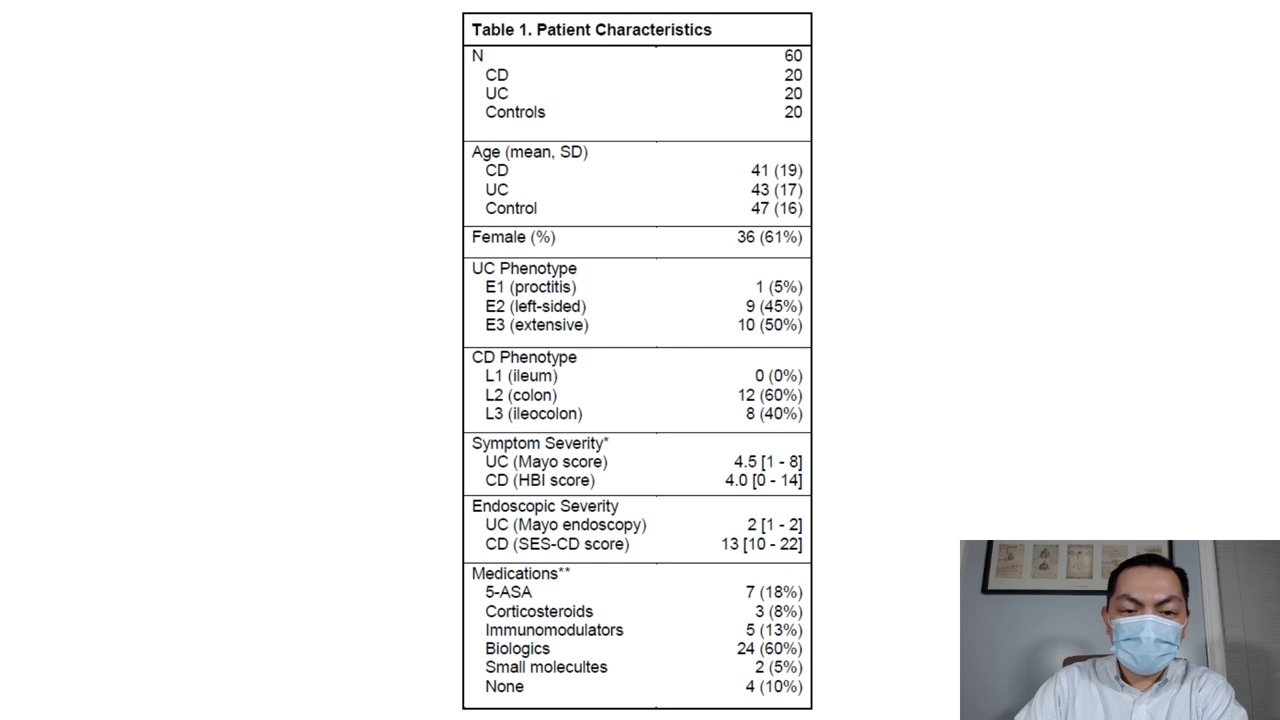 Table 1. Patient Characteristics
N 60
CD 20
UC 20
Controls 20
Age (mean, SD)
CD 41 (19)
UC 43 (17)
Control 47 (16)
Female (%) 36 (61%)
UC Phenotype
E1 (proctitis) 1 (5%)
E2 (left-sided) 9 (45%)
E3 (extensive) 10 (50%)
CD Phenotype
L1 (ileum) 0 (0%)
L2 (colon) 12 (60%)
L3 (ileocolon) 8 (40%)
Symptom Severity*
UC (Mayo score) 4.5 [1 - 8]
CD (HBI score) 4.0 [0 - 14]
Endoscopic Severity
UC (Mayo endoscopy) 2 [1 - 2]
CD (SES-CD score) 13 [10 - 22]
Medications**
5-ASA 7 (18%)
Corticosteroids 3 (8%)
Immunomodulators 5 (13%)
Biologics 24 (60%)
Small molecultes 2 (5%)
None 4 (10%)